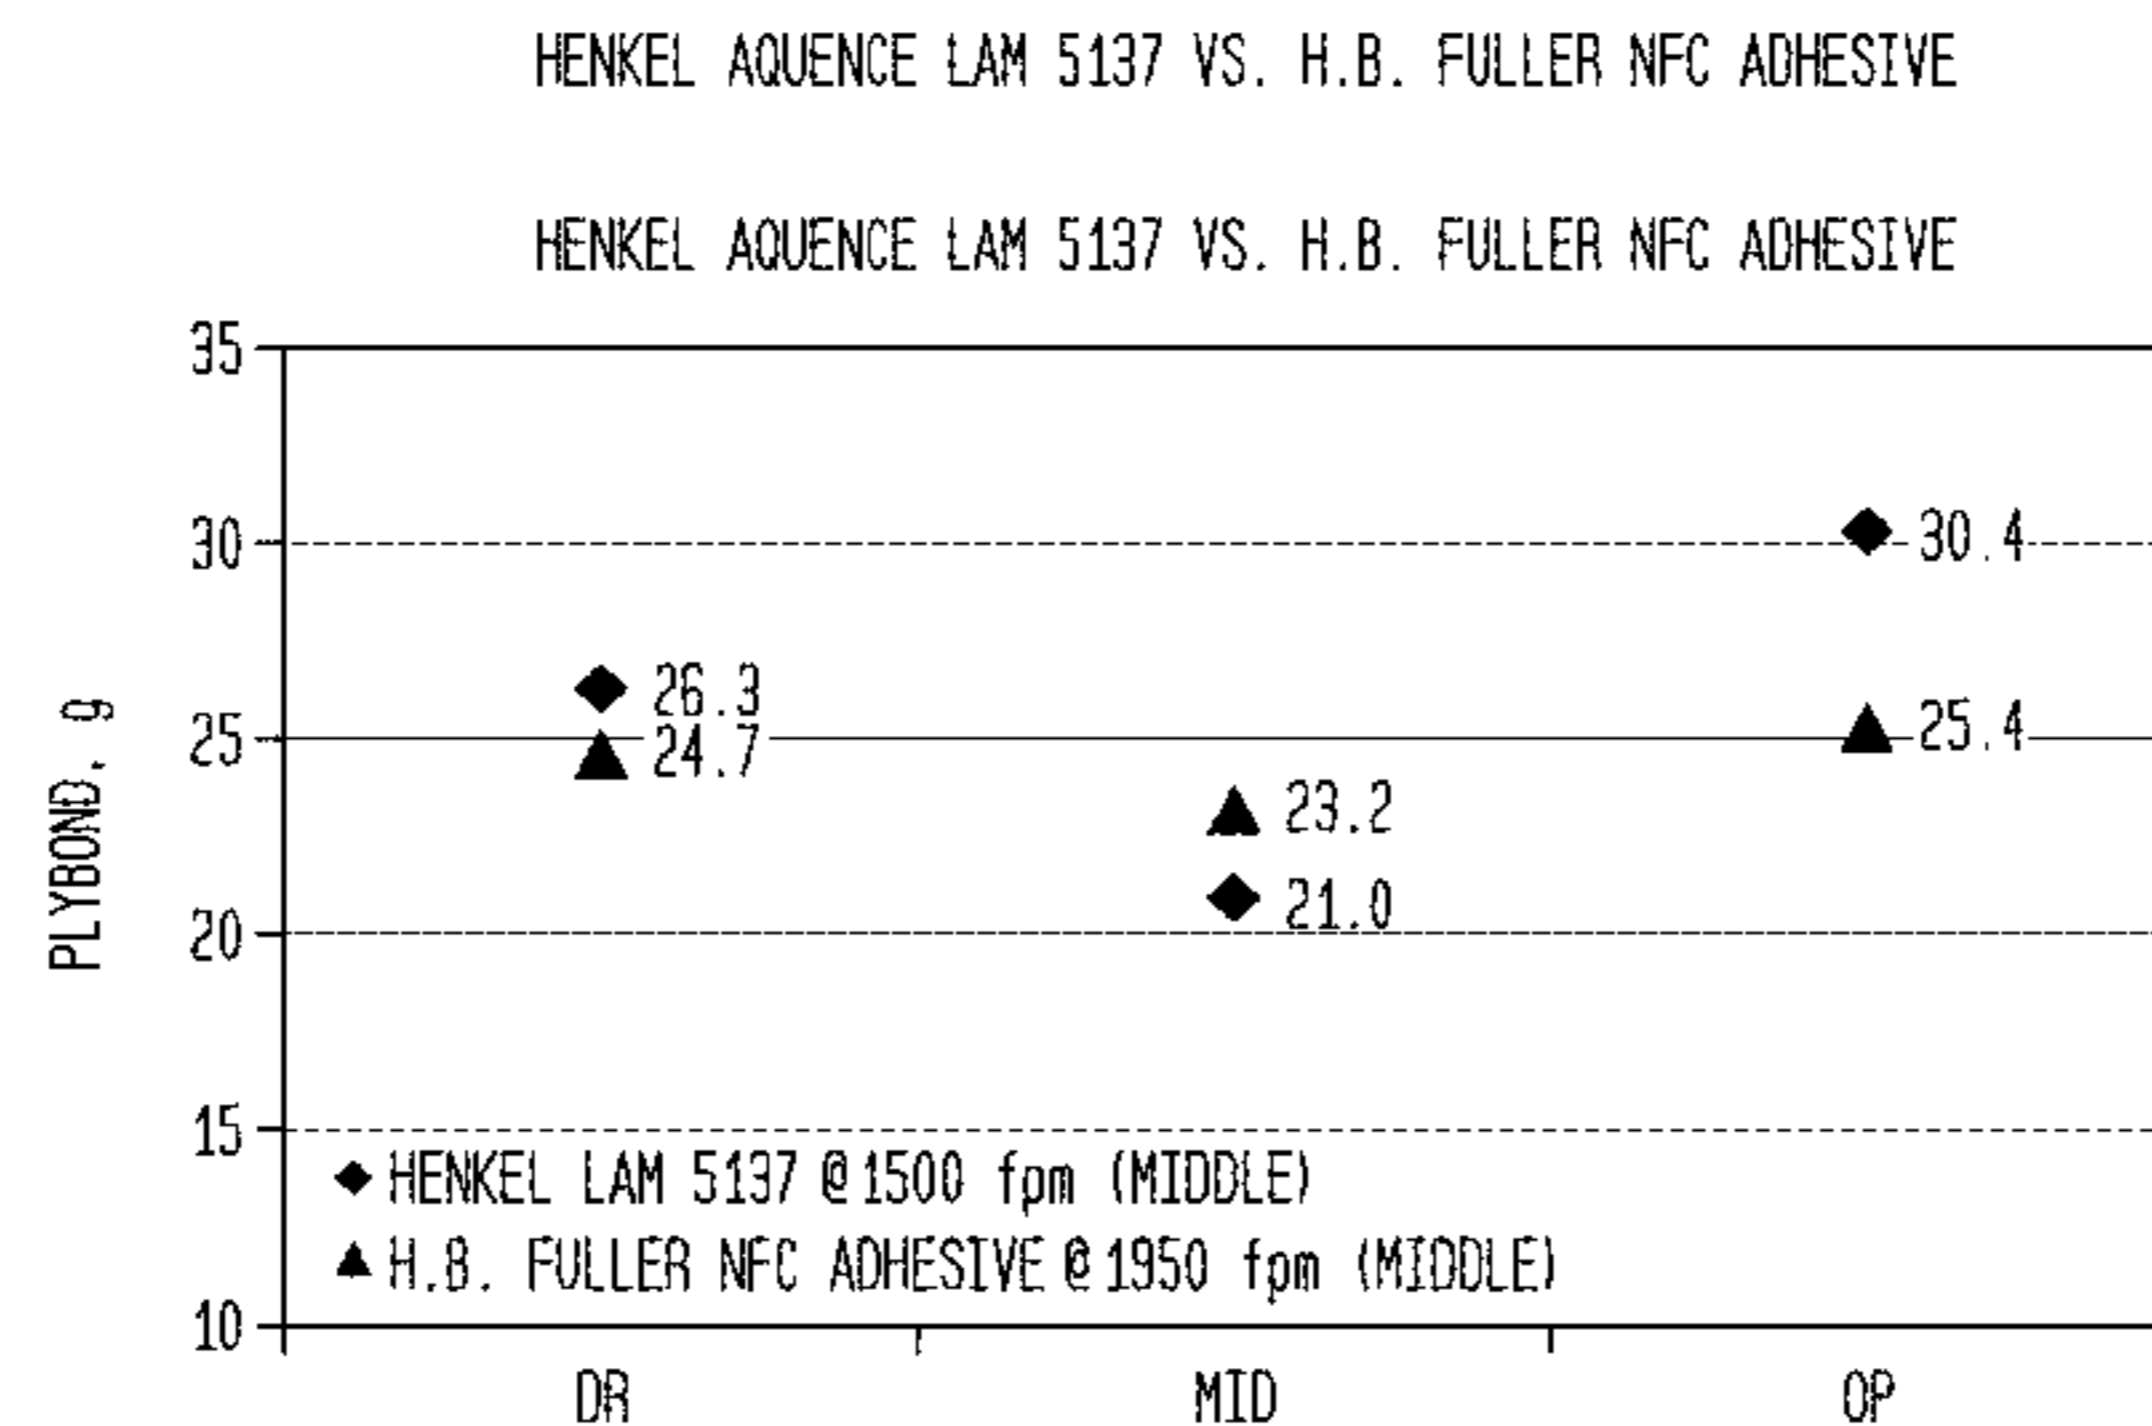 HENKEL AQUENCE LAM 5137 VS. H.B. FULLER NFC ADHESIVE
HENKEL AQUENCE LAM 5137 VS. H.B. FULLER NFC ADHESIVE
35
30
25
20
15
10
PLYBOND, g
30.4
26.3
24.7
25.4
23.2
21.0
HENKEL LAM 5137 @ 1500 fpm (MIDDLE)
H.B. FULLER NFC ADHESIVE @ 1950 fpm (MIDDLE)
DR MID OP